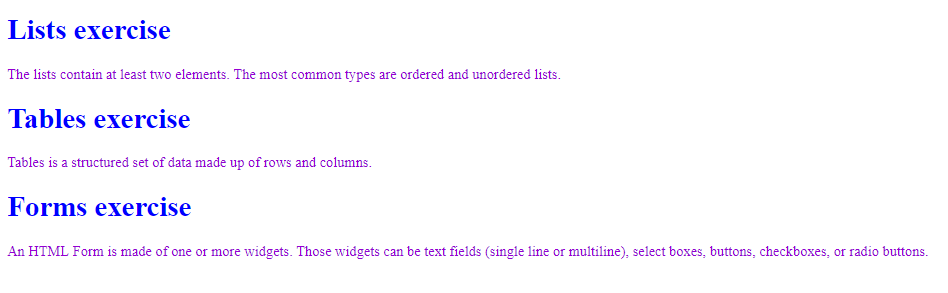 Lists exercise
The lists contain at least two elements. The most common types are ordered and unordered lists.
Tables exercise
Tables is a structured set of data made up of rows and columns.
Forms exercise
An HTML Form is made of one or more widgets. Those widgets can be text fields (single line or multiline), select boxes, buttons, checkboxes, or radio buttons.